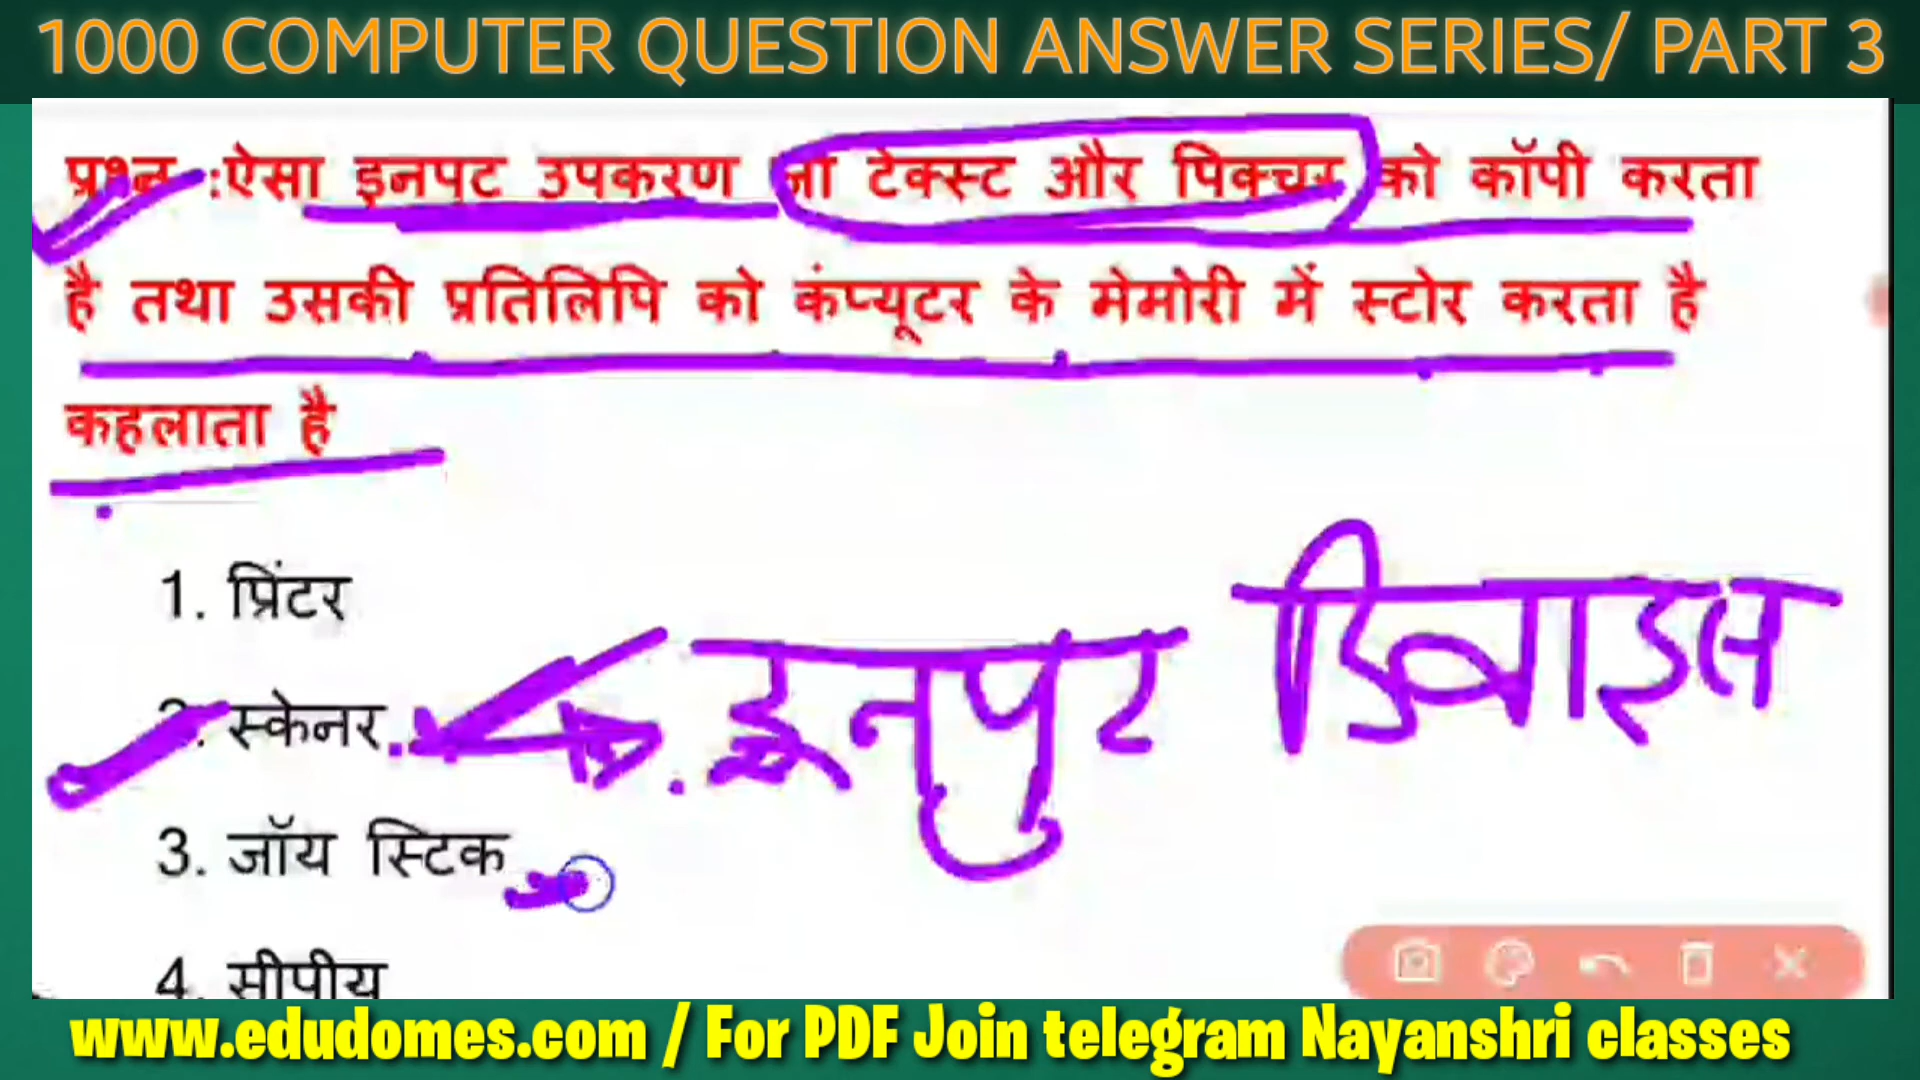 1000 COMPUTER QUESTION ANSWER SERIES/ PART 3
प्रश्न :ऐसा इनपुट उपकरण जो टेक्स्ट और पिक्चर को कॉपी करता
है तथा उसकी प्रतिलिपि को कंप्यूटर के मेमोरी में स्टोर करता है
कहलाता है
1. प्रिंटर
2. स्केनर
इनपुट डिवाइस
3. जॉय स्टिक
4. सीपीयू
www.edudomes.com / For PDF Join telegram Nayanshri classes